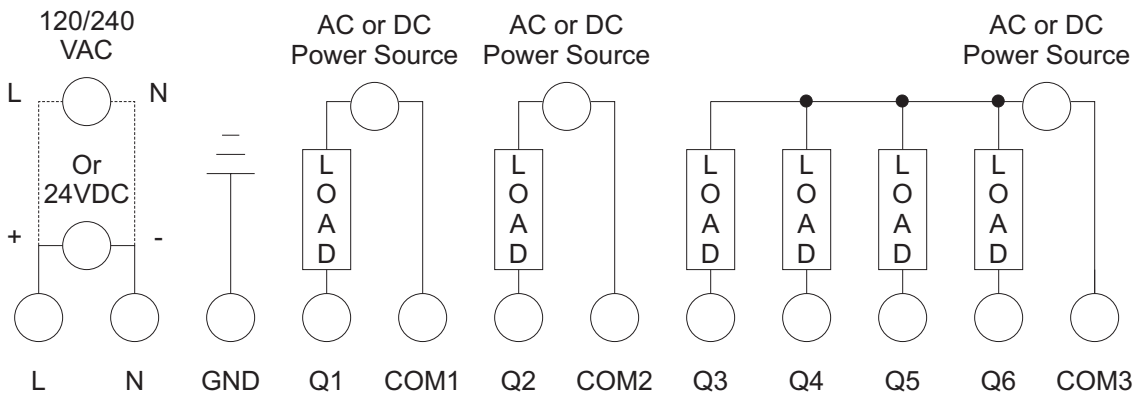 120/240
VAC
L
N
Or
24VDC
+
-
AC or DC
Power Source
LOAD
AC or DC
Power Source
LOAD
AC or DC
Power Source
LOAD
LOAD
LOAD
LOAD
L
N
GND
Q1
COM1
Q2
COM2
Q3
Q4
Q5
Q6
COM3